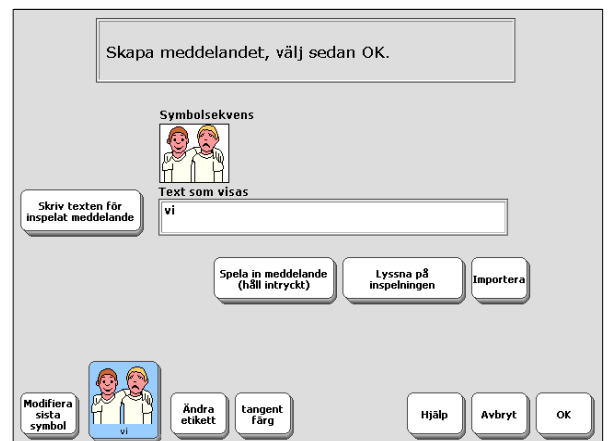 Skapa meddelandet, välj sedan OK.
Symbolsekvens
Text som visas
Skriv texten för
inspelat meddelande
vi
Spela in meddelande
(håll intryckt)
Lyssna på
inspelningen
Importera
Modifiera
sista
symbol
vi
Ändra
etikett
tangent
färg
Hjälp
Avbryt
OK